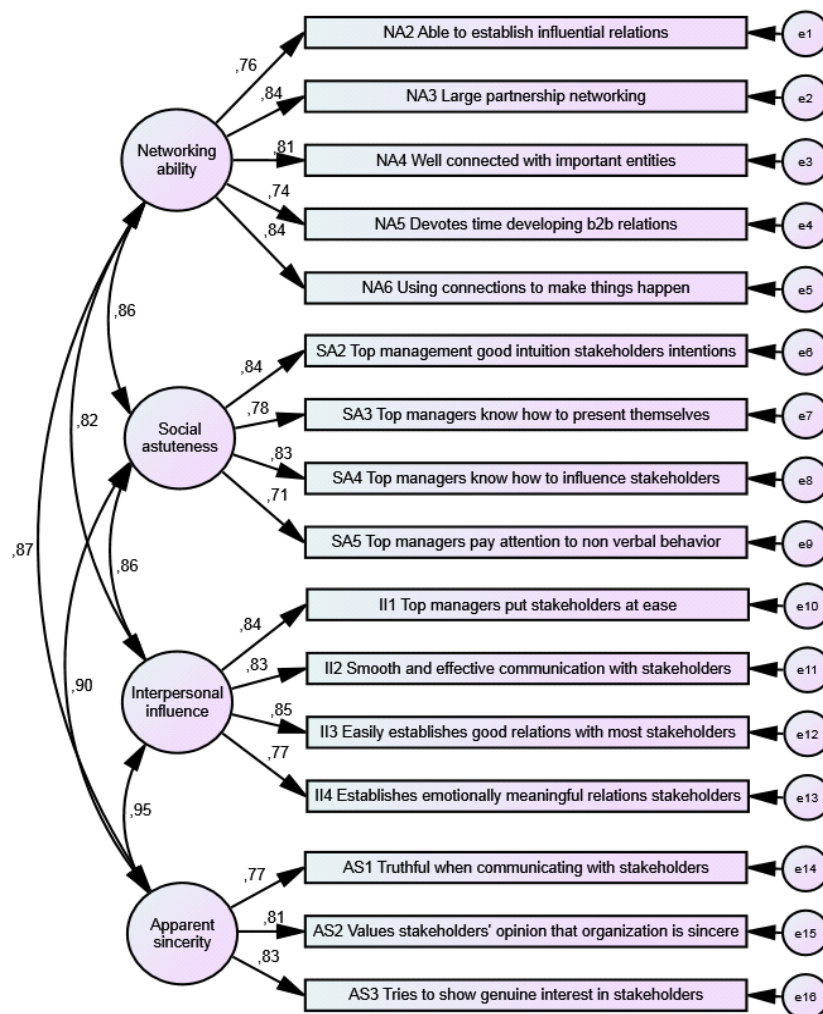 NA2 Able to establish influential relations
e1
,76
,84
NA3 Large partnership networking
e2
Networking
ability
,81
NA4 Well connected with important entities
e3
,74
NA5 Devotes time developing b2b relations
e4
,84
NA6 Using connections to make things happen
e5
,86
SA2 Top management good intuition stakeholders intentions
e6
,84
,78
SA3 Top managers know how to present themselves
e7
,82
Social
astuteness
,83
SA4 Top managers know how to influence stakeholders
e8
,71
SA5 Top managers pay attention to non verbal behavior
e9
,87
,86
II1 Top managers put stakeholders at ease
e10
,84
,83
II2 Smooth and effective communication with stakeholders
e11
,90
Interpersonal
influence
,85
II3 Easily establishes good relations with most stakeholders
e12
,77
II4 Establishes emotionally meaningful relations stakeholders
e13
,95
,77
AS1 Truthful when communicating with stakeholders
e14
Apparent
sincerity
,81
AS2 Values stakeholders' opinion that organization is sincere
e15
,83
AS3 Tries to show genuine interest in stakeholders
e16